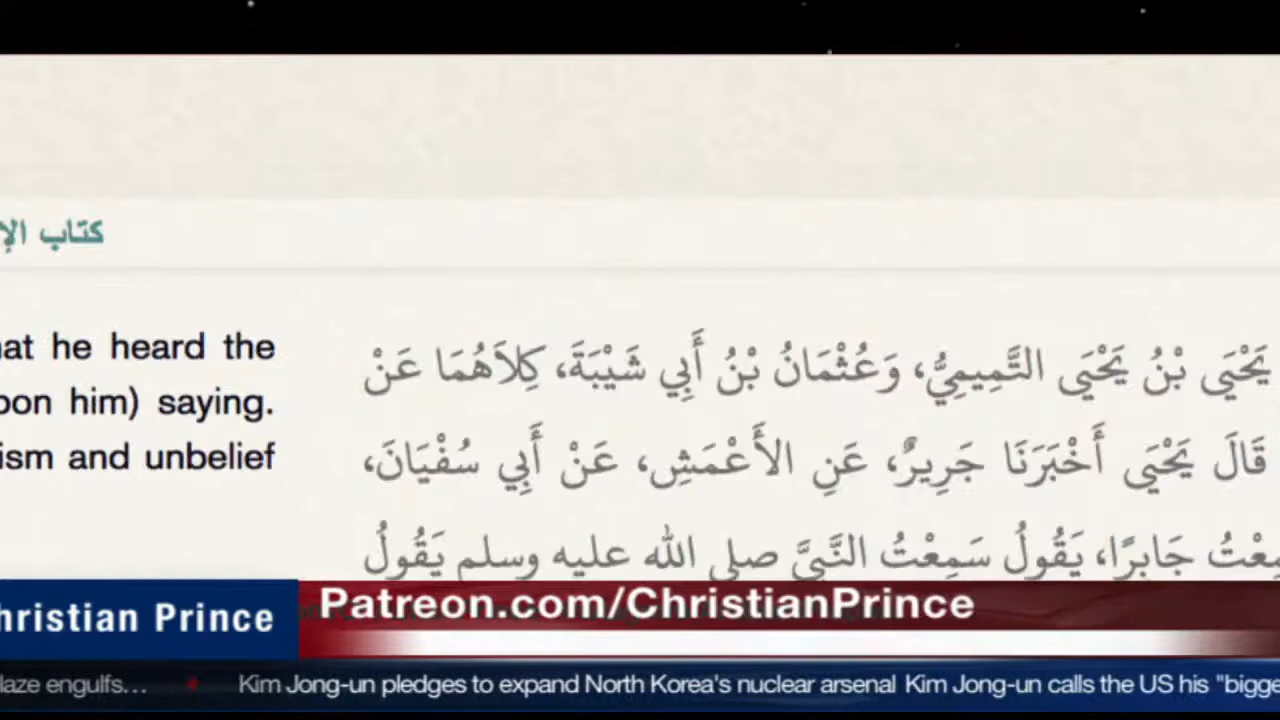 كتاب الإ
hat he heard the
pon him) saying.
ism and unbelief
يَحْيَى بْنُ يَحْيَى التَّمِيمِيُّ، وَعُثْمَانُ بْنُ أَبِي شَيْبَةَ، كِلاَهُمَا عَنْ
قَالَ يَحْيَى أَخْبَرَنَا جَرِيرٌ، عَنِ الأَعْمَشِ، عَنْ أَبِي سُفْيَانَ،
جَابِرًا، يَقُولُ سَمِعْتُ النَّبِيَّ صلى الله عليه وسلم يَقُولُ
hristian Prince
Patreon.com/ChristianPrince
laze engulfs... Kim Jong-un pledges to expand North Korea's nuclear arsenal Kim Jong-un calls the US his "bigge